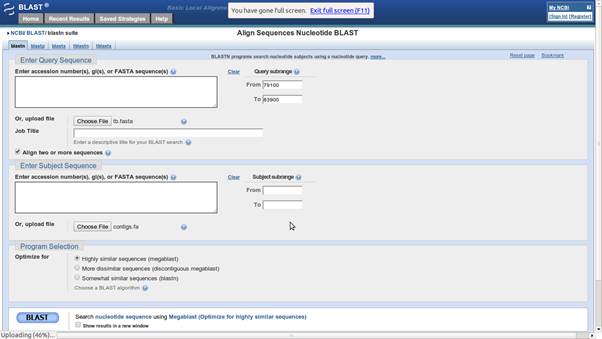 You have gone full screen. Exit full screen (F11)
BLAST ®
Basic Local Alignme
Home Recent Results Saved Strategies Help
My NCBI
[Sign In] [Register]
NCBI/ BLAST/ blastn suite
Align Sequences Nucleotide BLAST
blastn blastp blastx tblastn tblastx
BLASTN programs search nucleotide subjects using a nucleotide query. more...
Reset page Bookmark
Enter Query Sequence
Enter accession number(s), gi(s), or FASTA sequence(s)
Clear
Query subrange
From 79100
To 83900
Or, upload file
Choose File tb.fasta
Job Title
Enter a descriptive title for your BLAST search
Align two or more sequences
Enter Subject Sequence
Enter accession number(s), gi(s), or FASTA sequence(s)
Clear
Subject subrange
From
To
Or, upload file
Choose File contigs.fa
Program Selection
Optimize for
Highly similar sequences (megablast)
More dissimilar sequences (discontiguous megablast)
Somewhat similar sequences (blastn)
Choose a BLAST algorithm
BLAST
Search nucleotide sequence using Megablast (Optimize for highly similar sequences)
Show results in a new window
Uploading (46%)...